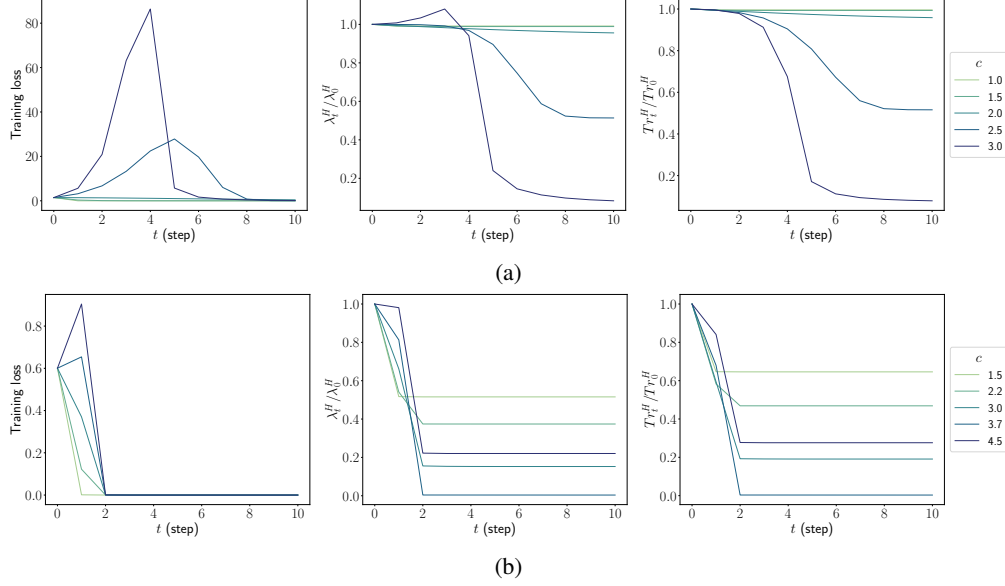 80
60
40
20
0
Training loss
0 2 4 6 8 10
t (step)
1.0
0.8
0.6
0.4
0.2
λ_t^H/λ_0^H
0 2 4 6 8 10
t (step)
1.0
0.8
0.6
0.4
0.2
Tr_t^H/Tr_0^H
0 2 4 6 8 10
t (step)
c
1.0
1.5
2.0
2.5
3.0
(a)
0.8
0.6
0.4
0.2
0.0
Training loss
0 2 4 6 8 10
t (step)
1.0
0.8
0.6
0.4
0.2
0.0
λ_t^H/λ_0^H
0 2 4 6 8 10
t (step)
1.0
0.8
0.6
0.4
0.2
0.0
Tr_t^H/Tr_0^H
0 2 4 6 8 10
t (step)
c
1.5
2.2
3.0
3.7
4.5
(b)